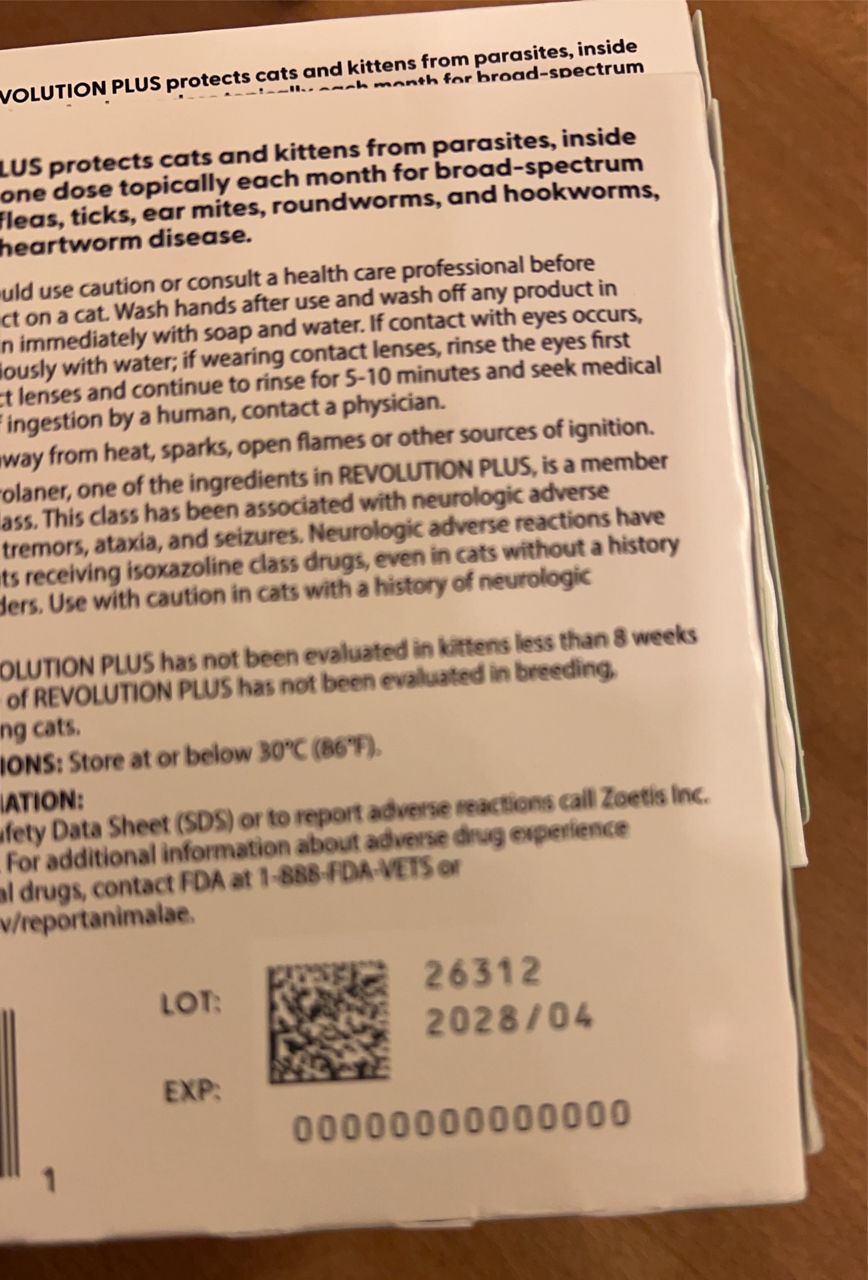 VOLUTION PLUS protects cats and kittens from parasites, inside
each month for broad-spectrum
LUS protects cats and kittens from parasites, inside
one dose topically each month for broad-spectrum
fleas, ticks, ear mites, roundworms, and hookworms,
heartworm disease.
uld use caution or consult a health care professional before
ct on a cat. Wash hands after use and wash off any product in
n immediately with soap and water. If contact with eyes occurs,
iously with water; if wearing contact lenses, rinse the eyes first
ct lenses and continue to rinse for 5-10 minutes and seek medical
f ingestion by a human, contact a physician.
way from heat, sparks, open flames or other sources of ignition.
olaner, one of the ingredients in REVOLUTION PLUS, is a member
lass. This class has been associated with neurologic adverse
tremors, ataxia, and seizures. Neurologic adverse reactions have
ts receiving isoxazoline class drugs, even in cats without a history
ders. Use with caution in cats with a history of neurologic
OLUTION PLUS has not been evaluated in kittens less than 8 weeks
of REVOLUTION PLUS has not been evaluated in breeding,
ng cats.
IONS: Store at or below 30°C (86°F).
IATION:
afety Data Sheet (SDS) or to report adverse reactions call Zoetis Inc.
. For additional information about adverse drug experience
al drugs, contact FDA at 1-888-FDA-VETS or
v/reportanimalae.
LOT: 26312
2028/04
EXP:
00000000000000
1